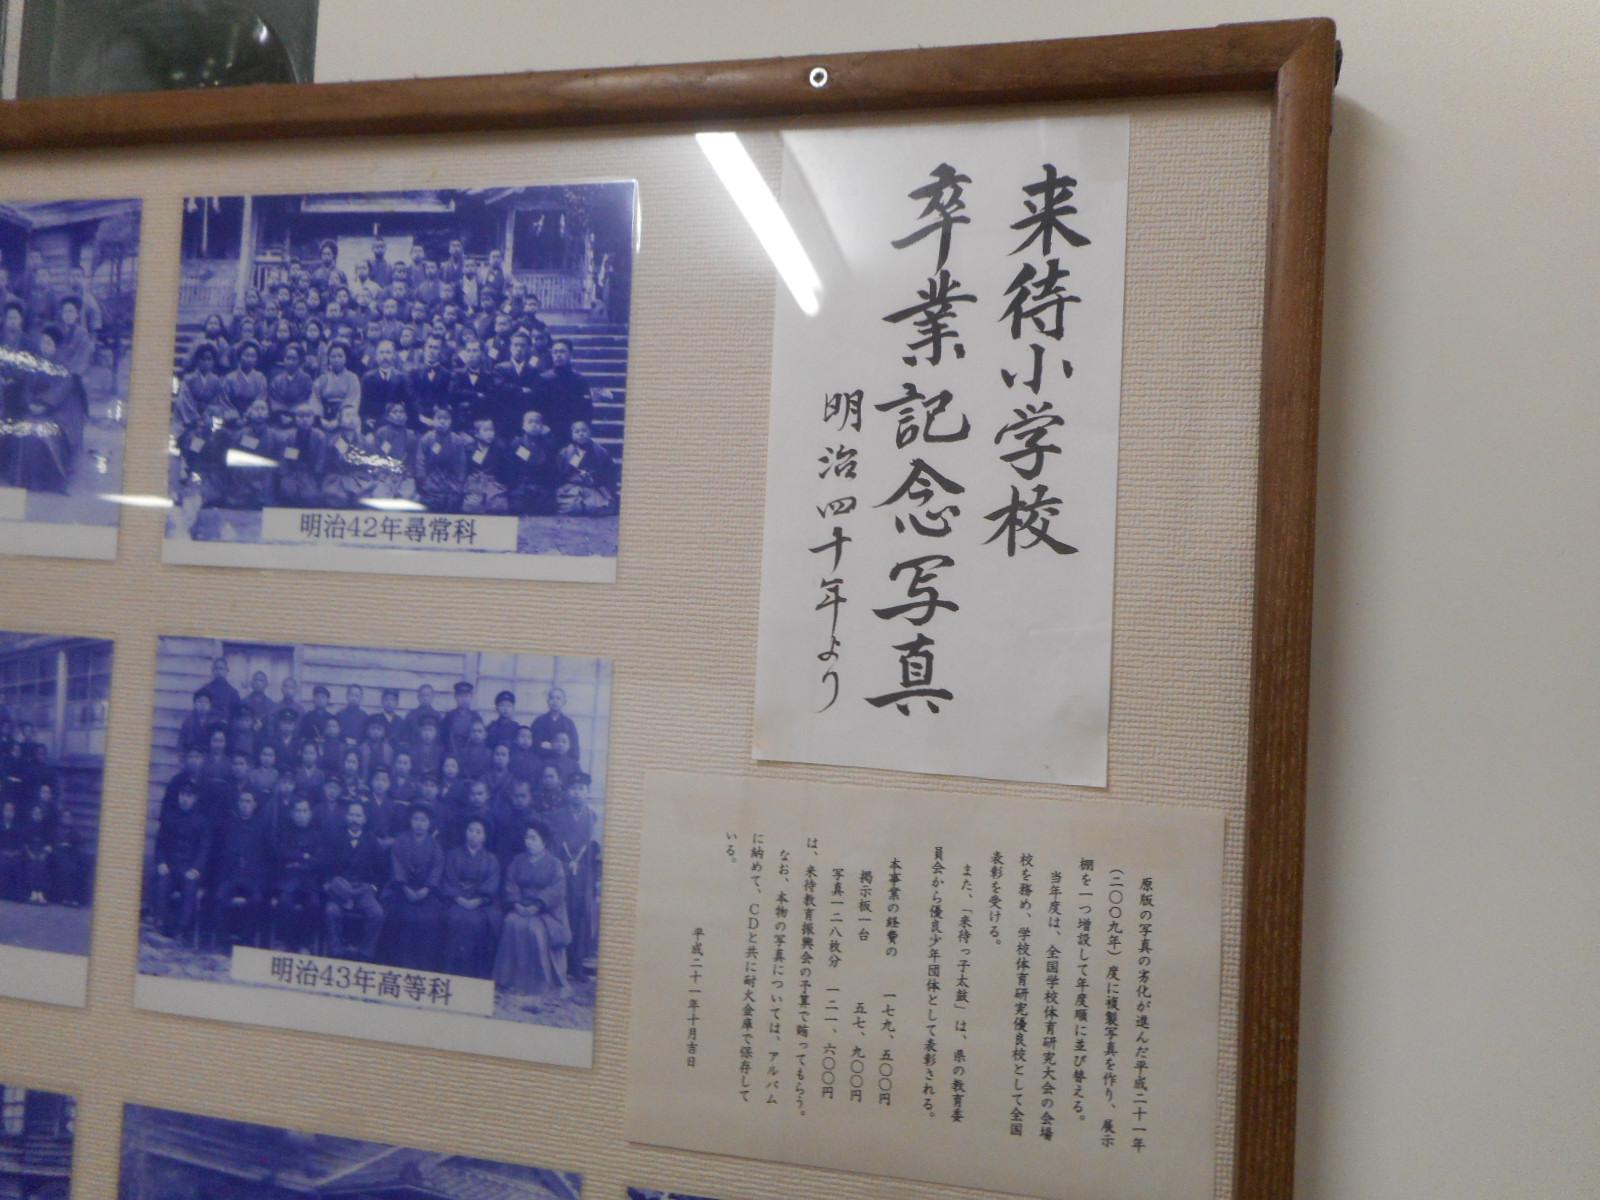 来待小学校
卒業記念写真
明治四十年より
明治42年尋常科
明治43年高等科
原版の写真の劣化が進んだ平成二十一年
(二〇〇九年)度に複製写真を作り、展示
棚を一つ増設して年度順に並び替える。
当年度は、全国学校体育研究大会の会場
校を務め、学校体育研究優良校として全国
表彰を受ける。
また、「来待っ子太鼓」は、県の教育委
員会から優良少年団体として表彰される。
本事業の経費の 一七九、五〇〇円
掲示板一台 五七、九〇〇円
写真一二八枚分 一二一、六〇〇円
は、来待教育振興会の予算で賄ってもらう。
なお、本物の写真については、アルバム
に納めて、CDと共に耐火金庫で保存して
いる。
平成二十一年十月吉日